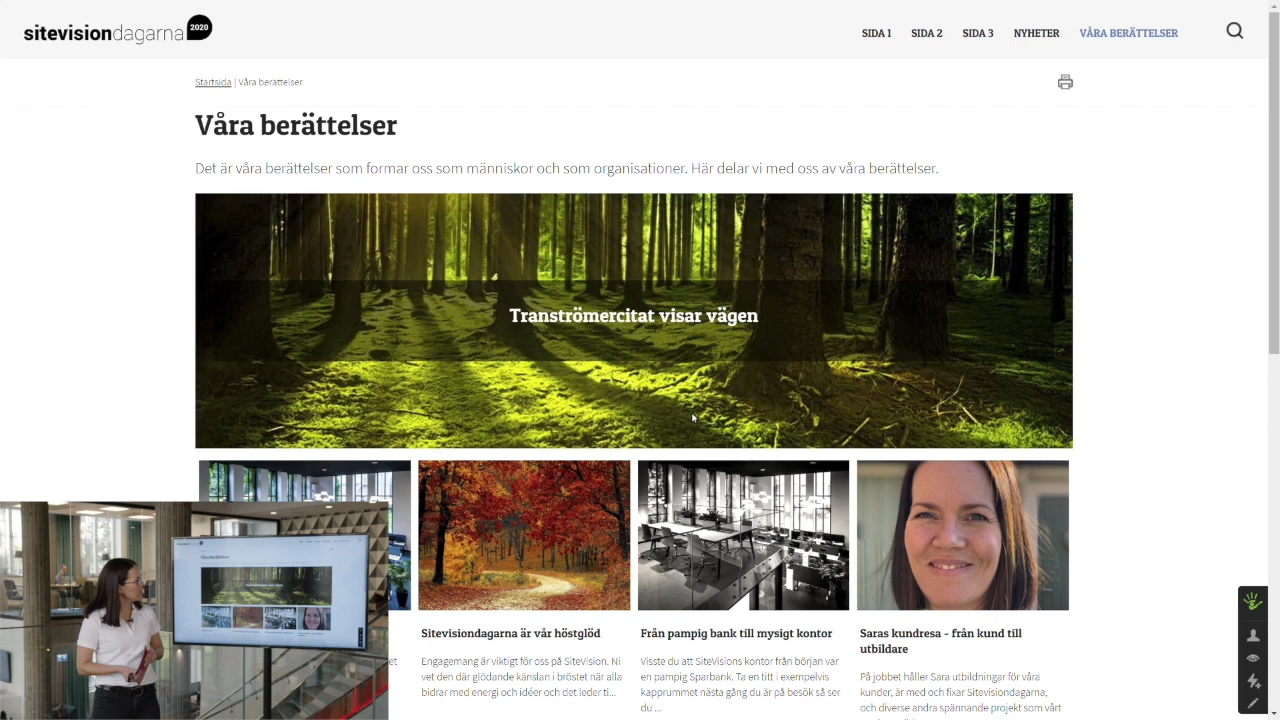 sitevisiondagarna 2020
SIDA 1 SIDA 2 SIDA 3 NYHETER VÅRA BERÄTTELSER
Startsida | Våra berättelser
Våra berättelser
Det är våra berättelser som formar oss som människor och som organisationer. Här delar vi med oss av våra berättelser.
Tranströmercitat visar vägen
Sitevisiondagarna är vår höstglöd
Engagemang är viktigt för oss på SiteVision. Ni
vet den där glödande känslan i bröstet när alla
bidrar med energi och idéer och det leder ti...
Från pampig bank till mysigt kontor
Visste du att SiteVisions kontor från början var
en pampig Sparbank. Ta en titt i exempelvis
kapprummet nästa gång du är på besök så ser
du ...
Saras kundresa - från kund till
utbildare
På jobbet håller Sara utbildningar för våra
kunder, är med och fixar Sitevisiondagarna,
och diverse andra spännande projekt som vårt
et
Våra berättelser